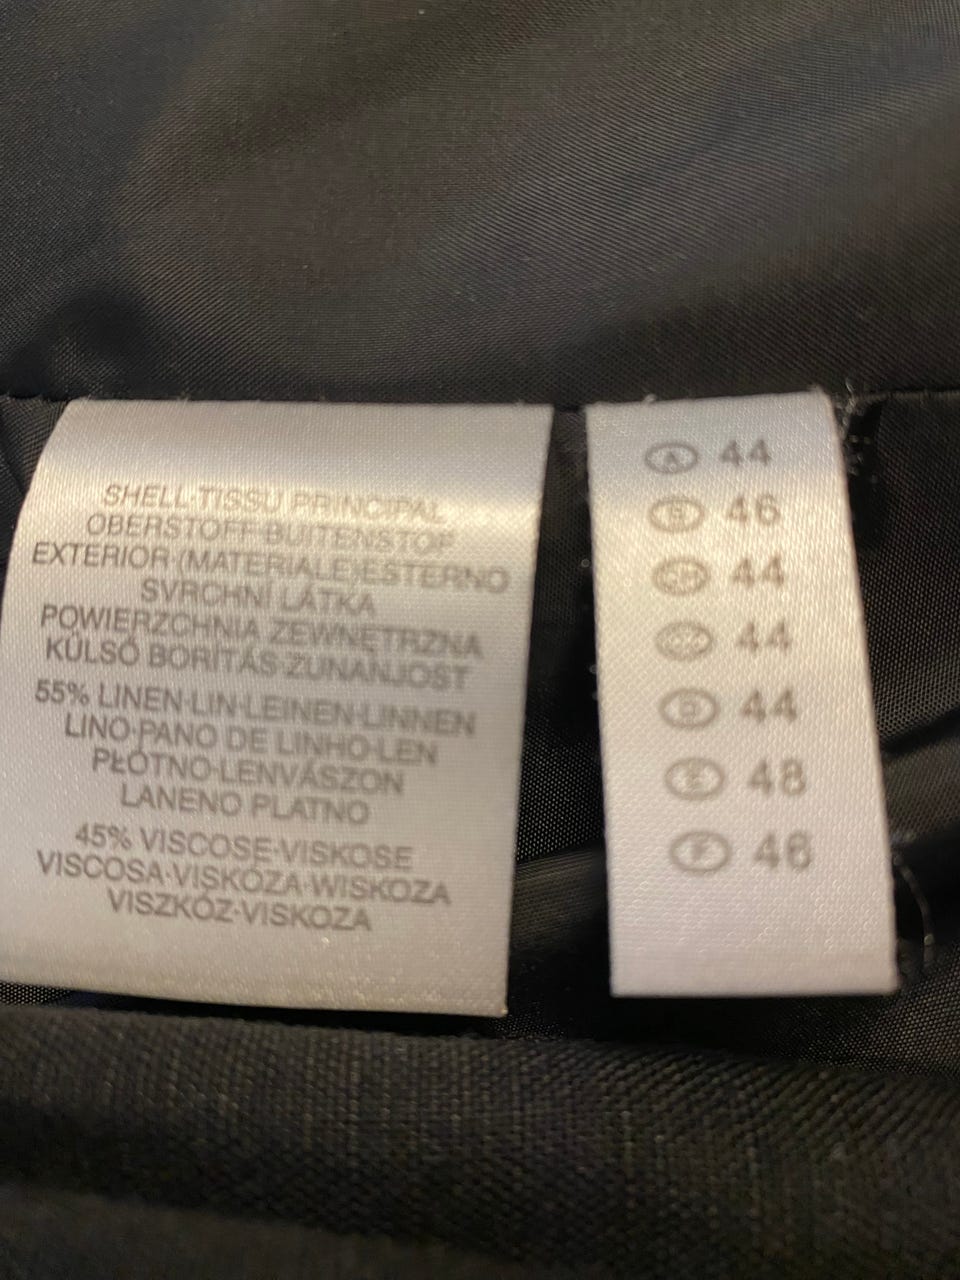 SHELL·TISSU PRINCIPAL
OBERSTOFF·BUITENSTOF
EXTERIOR·(MATERIALE)ESTERNO
SVRCHNÍ LÁTKA
POWIERZCHNIA ZEWNĘTRZNA
KÜLSŐ BORÍTÁS·ZUNANJOST
55% LINEN·LIN·LEINEN·LINNEN
LINO·PANO DE LINHO·LEN
PŁÓTNO·LENVÁSZON
LANENO PLATNO
45% VISCOSE·VISKOSE
VISCOSA·VISKÓZA·WISKOZA
VISZKÓZ·VISKOZA
A 44
B 46
CH 44
CZ 44
D 44
E 48
F 46